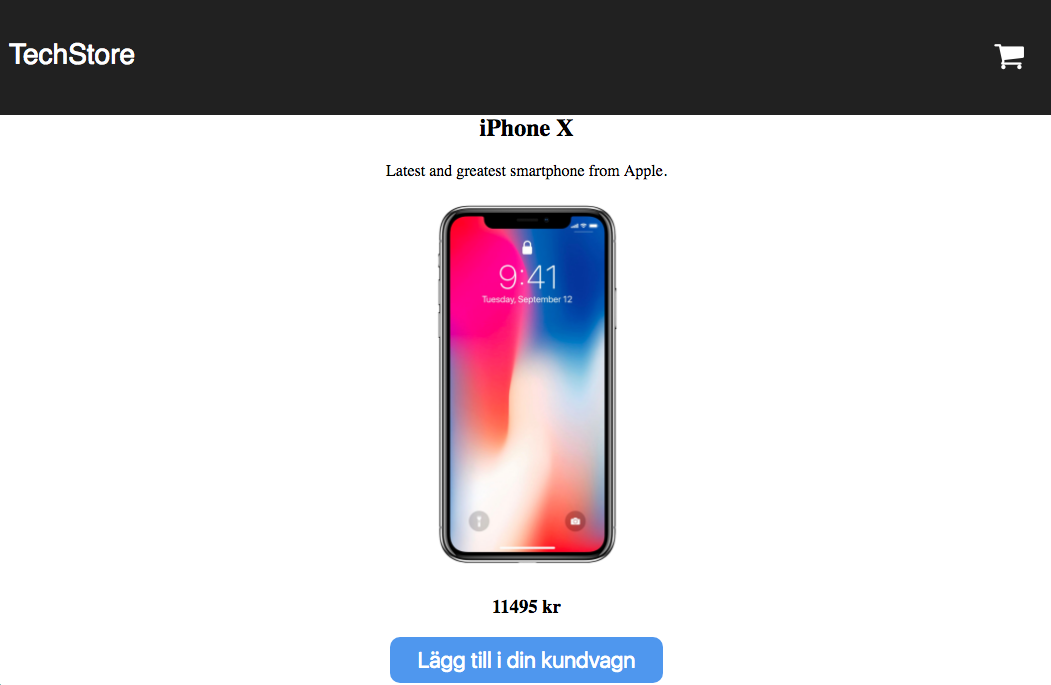 TechStore
iPhone X
Latest and greatest smartphone from Apple.
9:41
Tuesday, September 12
11495 kr
Lägg till i din kundvagn